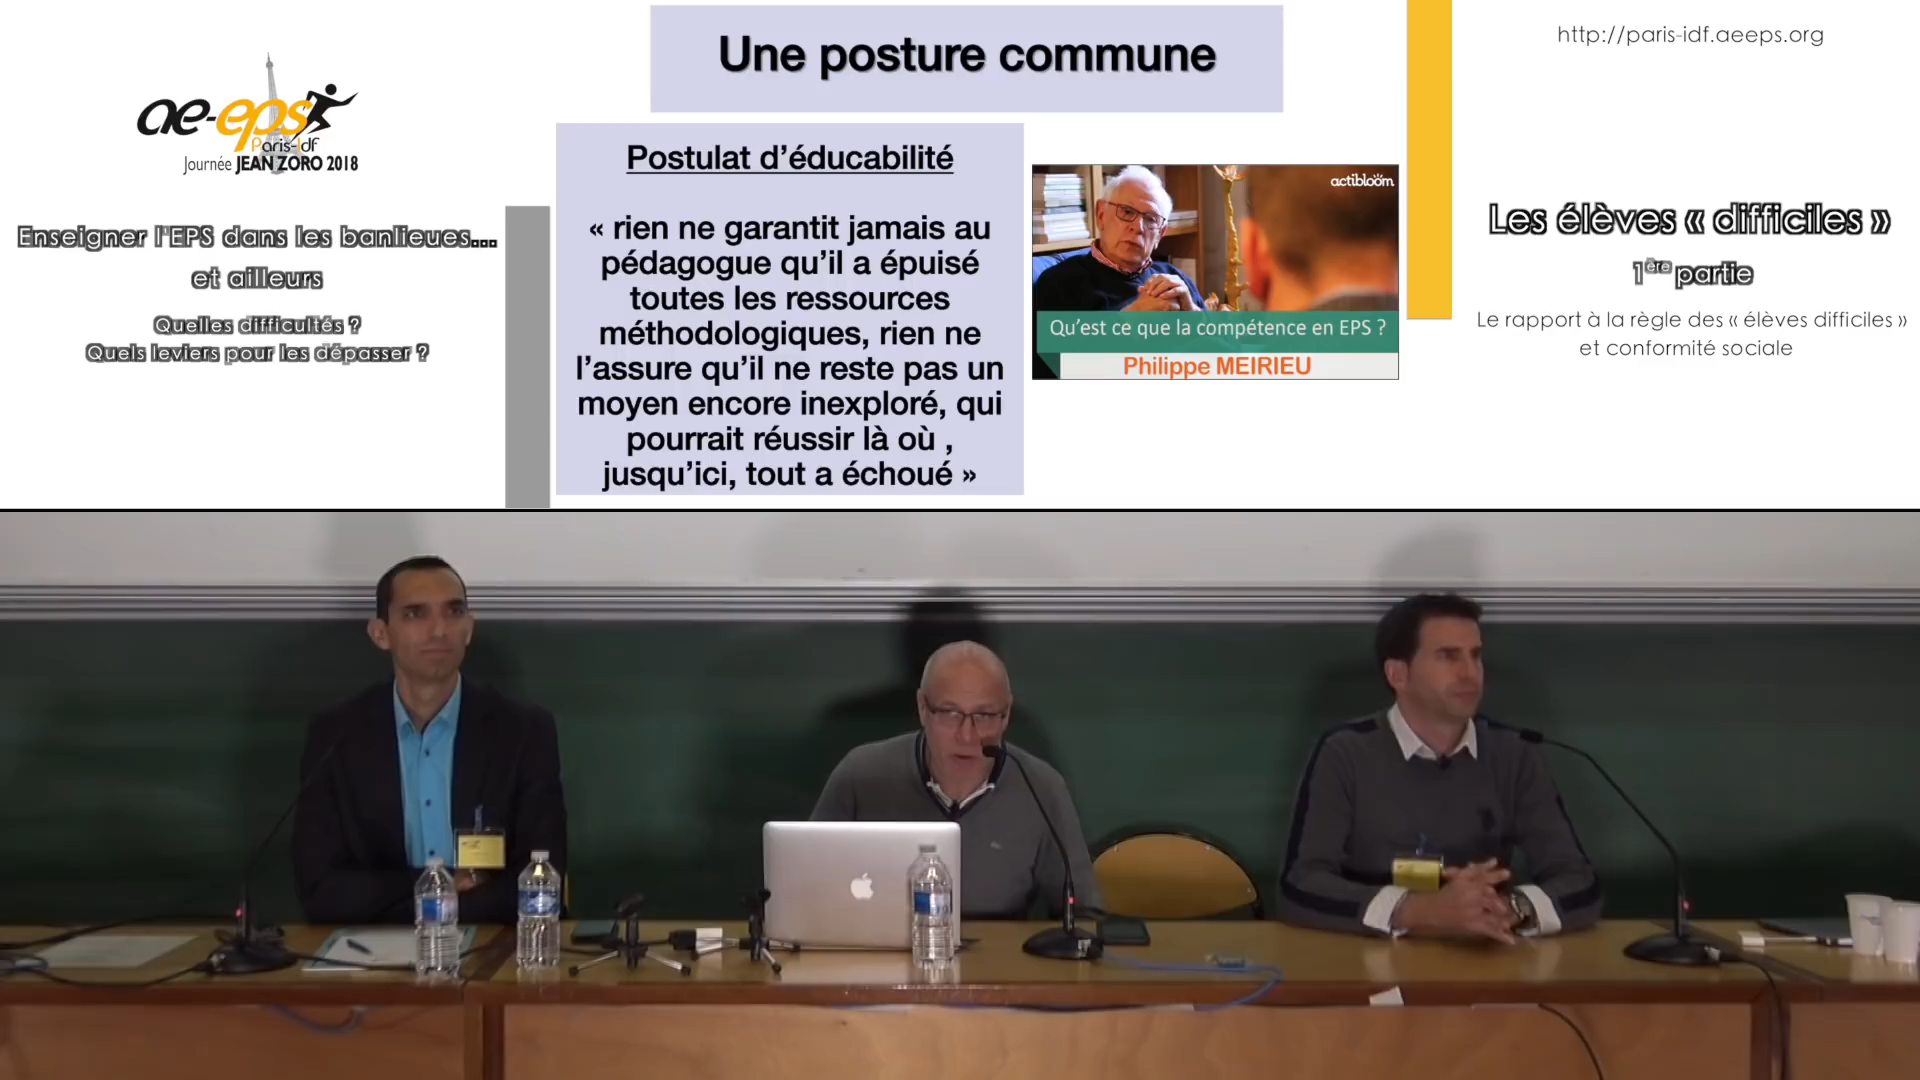 ae-eps
Paris-Idf
Journée JEAN ZORO 2018
Enseigner l'EPS dans les banlieues...
et ailleurs
Quelles difficultés ?
Quels leviers pour les dépasser ?
Une posture commune
Postulat d’éducabilité
« rien ne garantit jamais au
pédagogue qu’il a épuisé
toutes les ressources
méthodologiques, rien ne
l’assure qu’il ne reste pas un
moyen encore inexploré, qui
pourrait réussir là où ,
jusqu’ici, tout a échoué »
actibloom
Qu’est ce que la compétence en EPS ?
Philippe MEIRIEU
http://paris-idf.aeeps.org
Les élèves « difficiles »
1ère partie
Le rapport à la règle des « élèves difficiles »
et conformité sociale